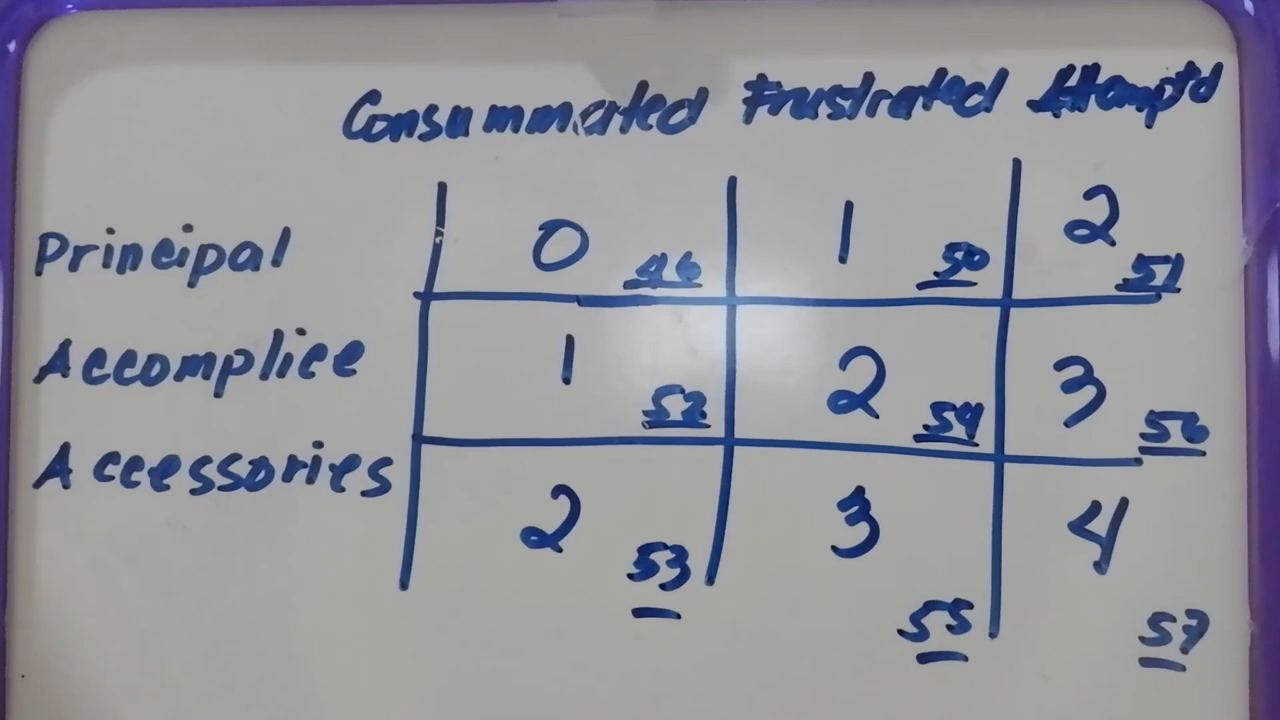 Consummated Frustrated Attempt'd
Principal 0 46 1 50 2 51
Accomplice 1 52 2 54 3 56
Accessories 2 53 3 55 4 57